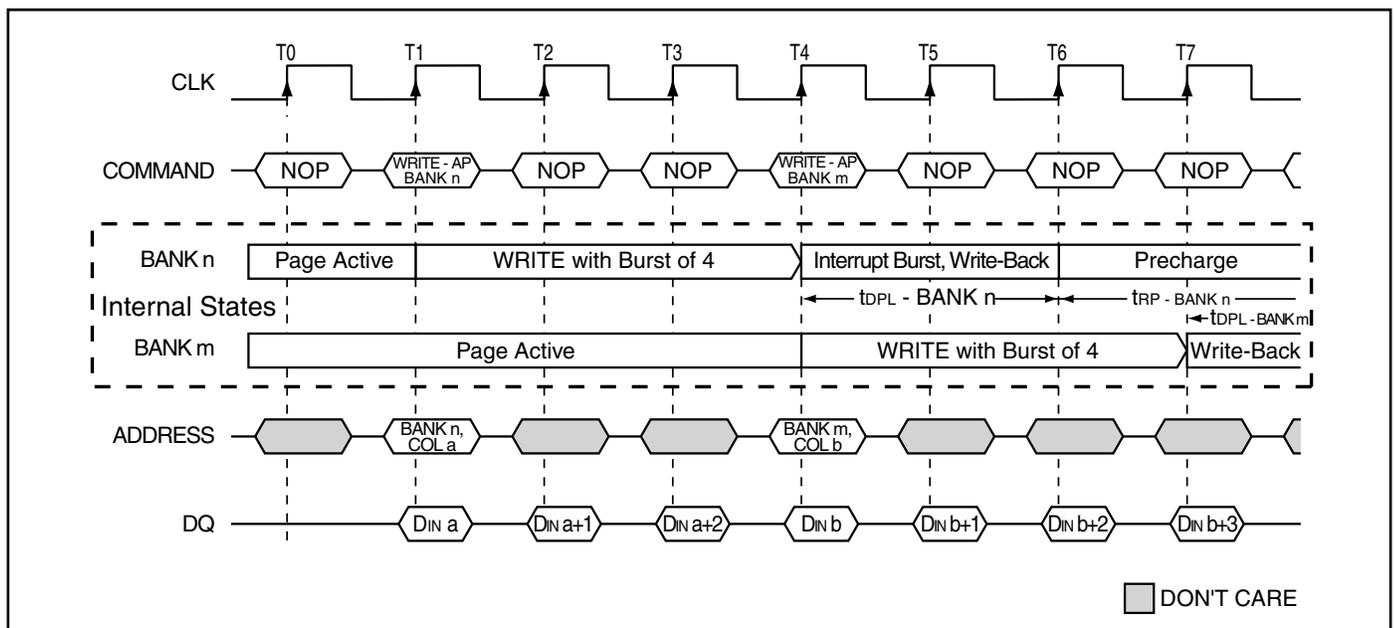 T0 T1 T2 T3 T4 T5 T6 T7
CLK
COMMAND NOP WRITE - AP BANK n NOP NOP WRITE - AP BANK m NOP NOP NOP
BANK n Page Active WRITE with Burst of 4 Interrupt Burst, Write-Back Precharge
tDPL - BANK n tRP - BANK n
Internal States
tDPL - BANK m
BANK m Page Active WRITE with Burst of 4 Write-Back
ADDRESS BANK n, COL a BANK m, COL b
DQ DIN a DIN a+1 DIN a+2 DIN b DIN b+1 DIN b+2 DIN b+3
DON'T CARE